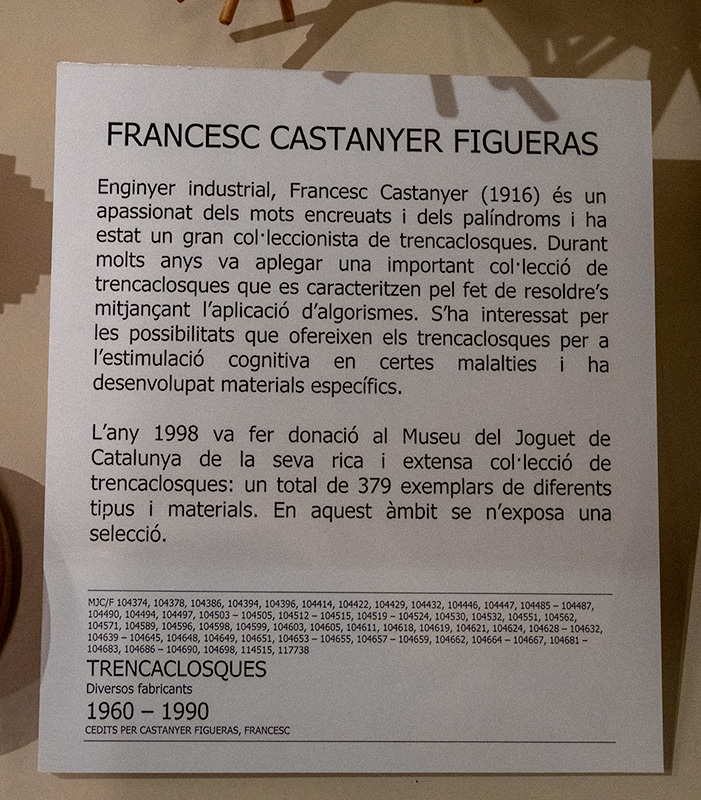 FRANCESC CASTANYER FIGUERAS
Enginyer industrial, Francesc Castanyer (1916) és un
apassionat dels mots encreuats i dels palíndroms i ha
estat un gran col·leccionista de trencaclosques. Durant
molts anys va aplegar una important col·lecció de
trencaclosques que es caracteritzen pel fet de resoldre's
mitjançant l'aplicació d'algorismes. S'ha interessat per
les possibilitats que ofereixen els trencaclosques per a
l'estimulació cognitiva en certes malalties i ha
desenvolupat materials específics.
L'any 1998 va fer donació al Museu del Joguet de
Catalunya de la seva rica i extensa col·lecció de
trencaclosques: un total de 379 exemplars de diferents
tipus i materials. En aquest àmbit se n'exposa una
selecció.
MJC/F 104374, 104378, 104386, 104394, 104396, 104414, 104422, 104429, 104432, 104446, 104447, 104485 – 104487,
104490, 104494, 104497, 104503 – 104505, 104512 – 104515, 104519 – 104524, 104530, 104532, 104551, 104562,
104571, 104589, 104596, 104598, 104599, 104603, 104605, 104611, 104618, 104619, 104621, 104624, 104628 – 104632,
104639 – 104645, 104648, 104649, 104651, 104653 – 104655, 104657 – 104659, 104662, 104664 – 104667, 104681 –
104683, 104686 – 104690, 104698, 114515, 117738
TRENCACLOSQUES
Diversos fabricants
1960 – 1990
CEDITS PER CASTANYER FIGUERAS, FRANCESC